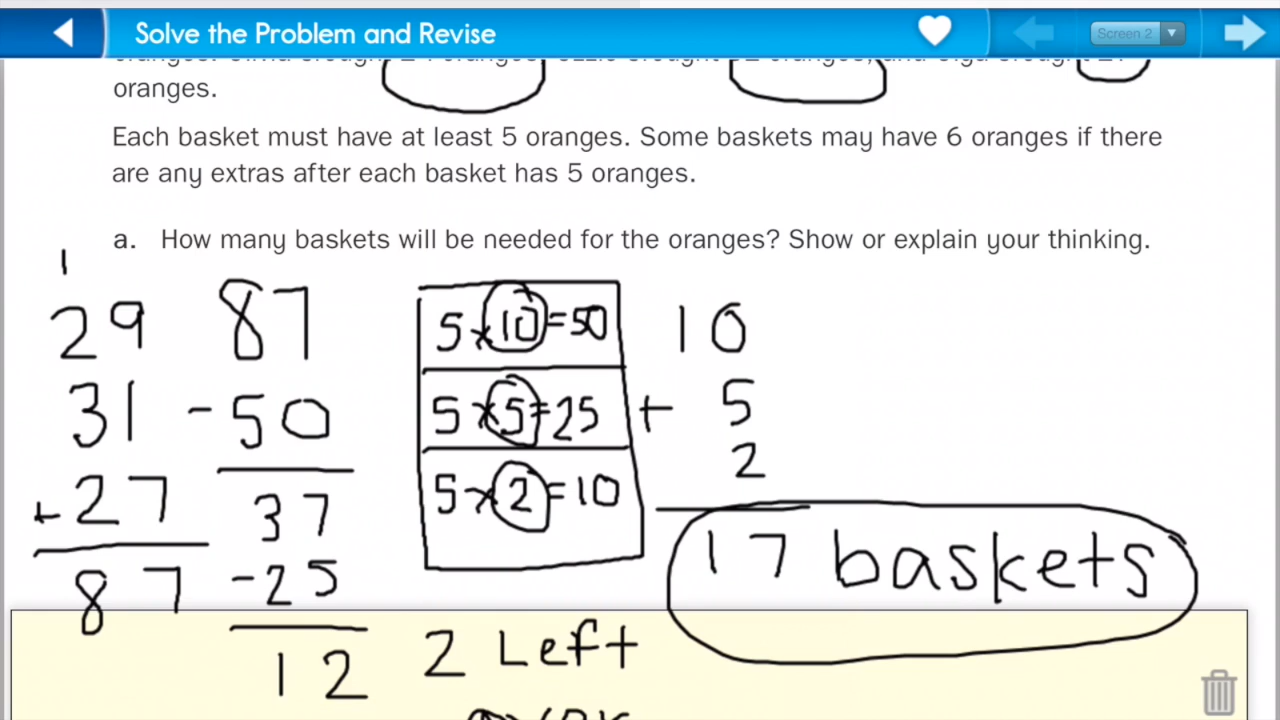 Solve the Problem and Revise
Screen 2
oranges.
Each basket must have at least 5 oranges. Some baskets may have 6 oranges if there
are any extras after each basket has 5 oranges.
a. How many baskets will be needed for the oranges? Show or explain your thinking.
1
29
31
+27
87
87
-50
37
-25
12
5x10=50
5x5=25
5x2=10
10
+ 5
2
17 baskets
2 Left